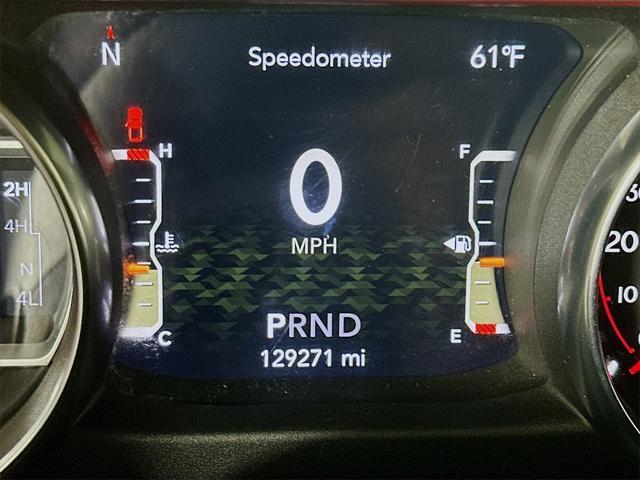 N
Speedometer
61°F
H
F
2H
4H
N
4L
0
MPH
C
E
PRND
129271 mi
20
10